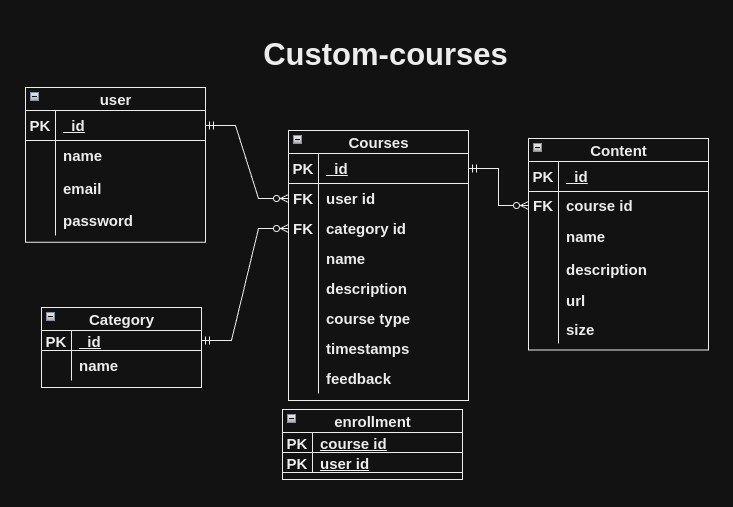 Custom-courses
user
PK _id
name
email
password
Courses
PK _id
FK user id
FK category id
name
description
course type
timestamps
feedback
Content
PK _id
FK course id
name
description
url
size
Category
PK _id
name
enrollment
PK course id
PK user id